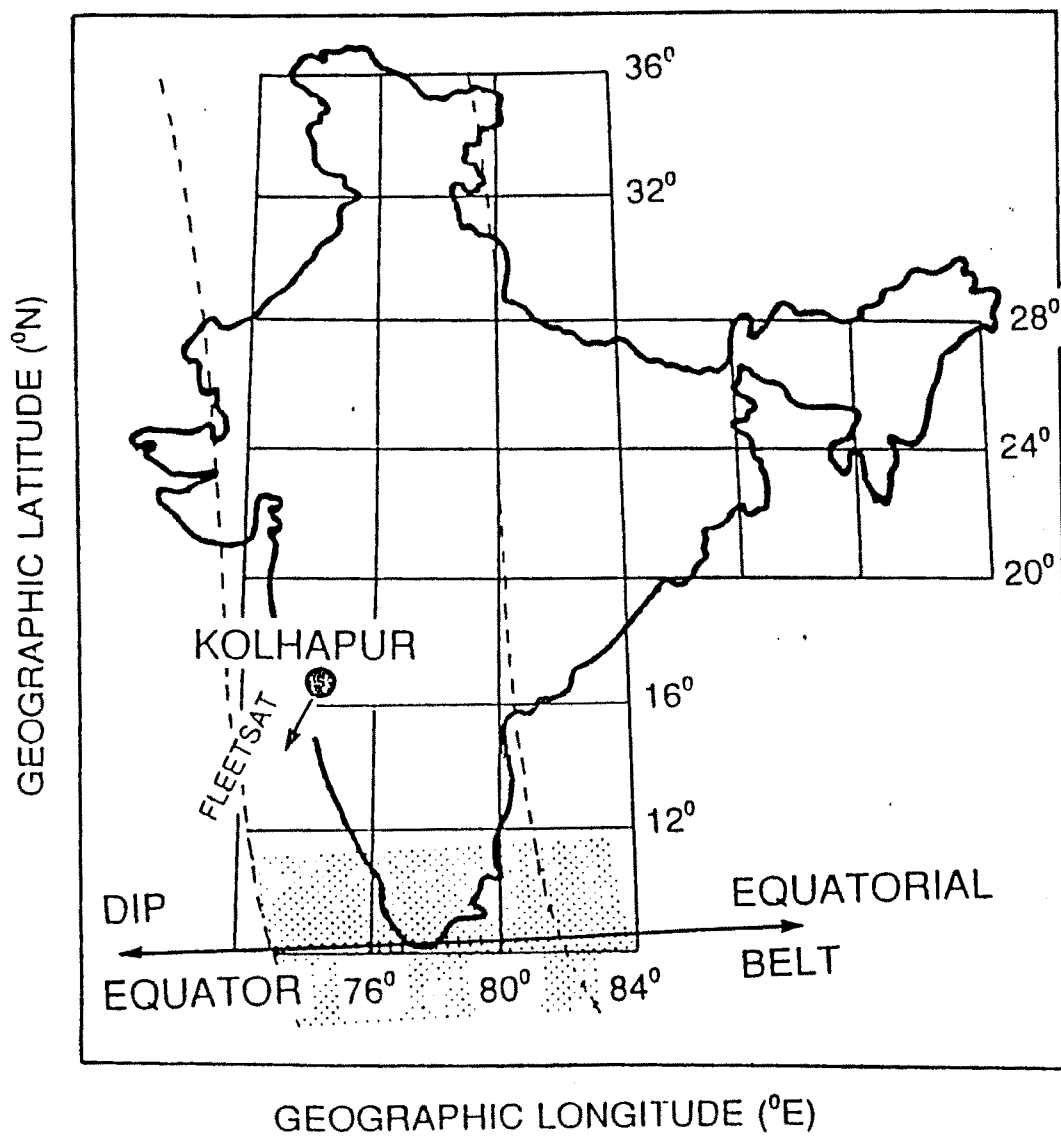 36⁰
32⁰
28⁰
24⁰
20⁰
KOLHAPUR
16⁰
FLEETSAT
12⁰
DIP
EQUATORIAL
EQUATOR
BELT
76⁰
80⁰
84⁰
GEOGRAPHIC LATITUDE (⁰N)
GEOGRAPHIC LONGITUDE (⁰E)